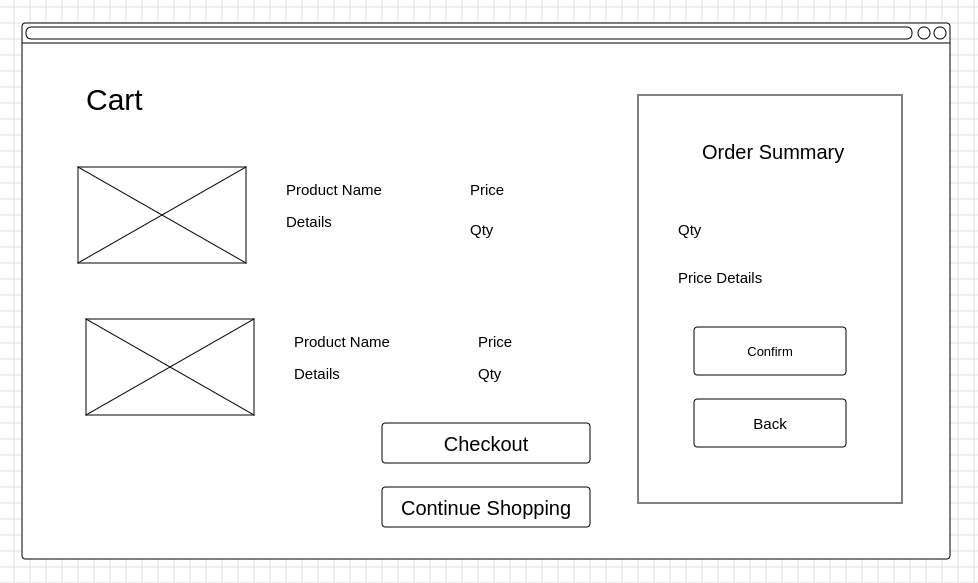 Cart
Product Name
Details
Price
Qty
Product Name
Details
Price
Qty
Checkout
Continue Shopping
Order Summary
Qty
Price Details
Confirm
Back